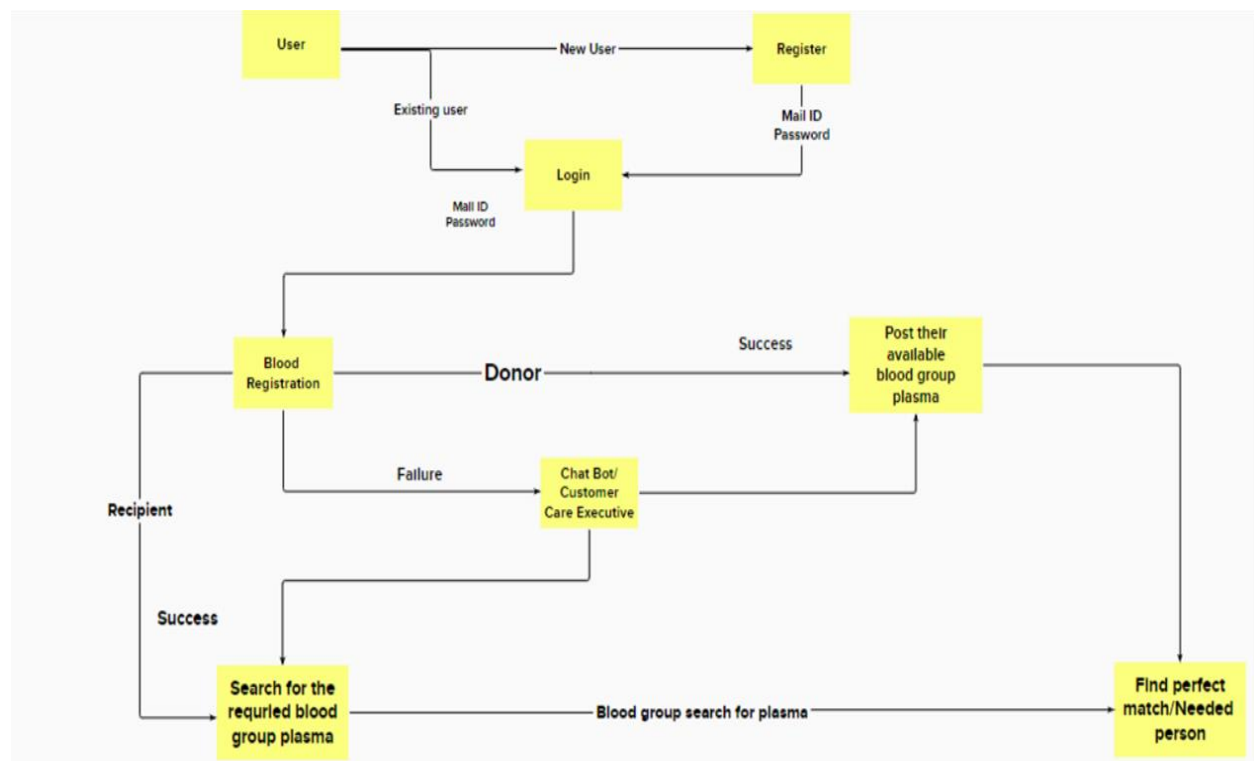 User
New User
Register
Existing user
Mail ID
Password
Login
Mail ID
Password
Blood
Registration
Donor
Success
Post their
available
blood group
plasma
Failure
Chat Bot/
Customer
Care Executive
Recipient
Success
Search for the
requried blood
group plasma
Blood group search for plasma
Find perfect
match/Needed
person